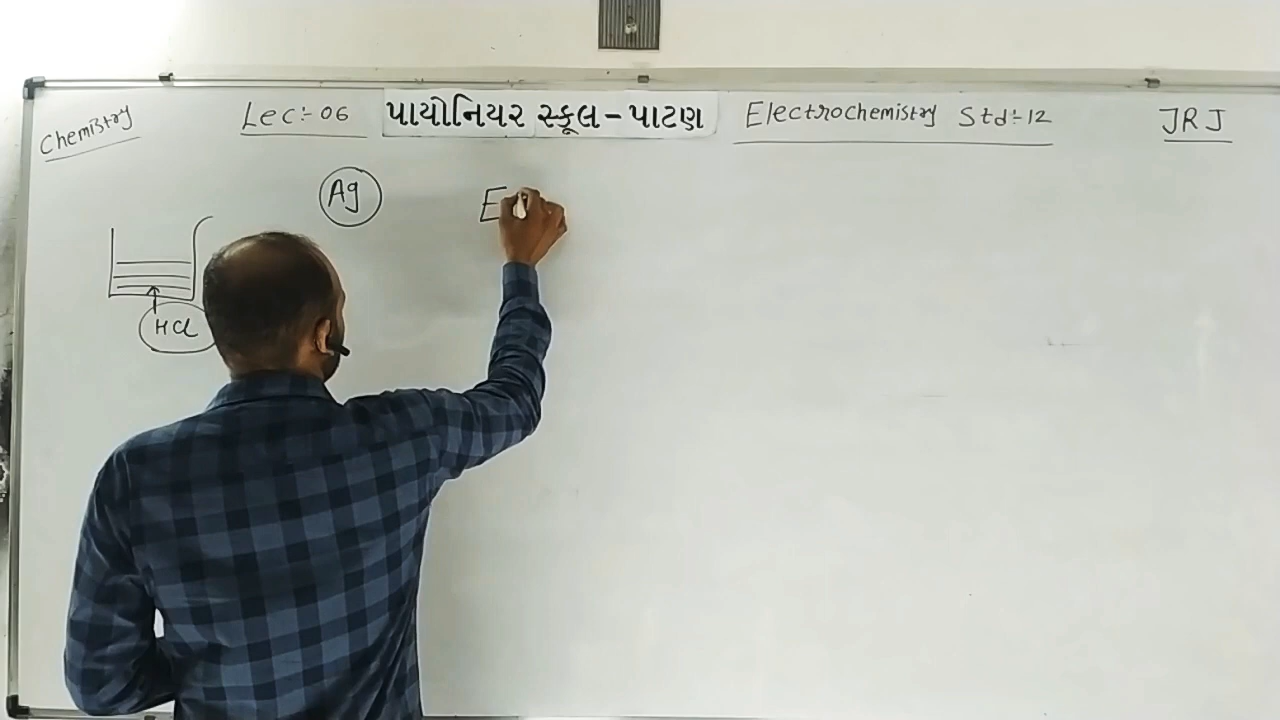 Chemistry
Lec:- 06
પાયોનિયર સ્કૂલ - પાટણ
Electrochemistry Std:-12
JRJ
Ag
E
HCl